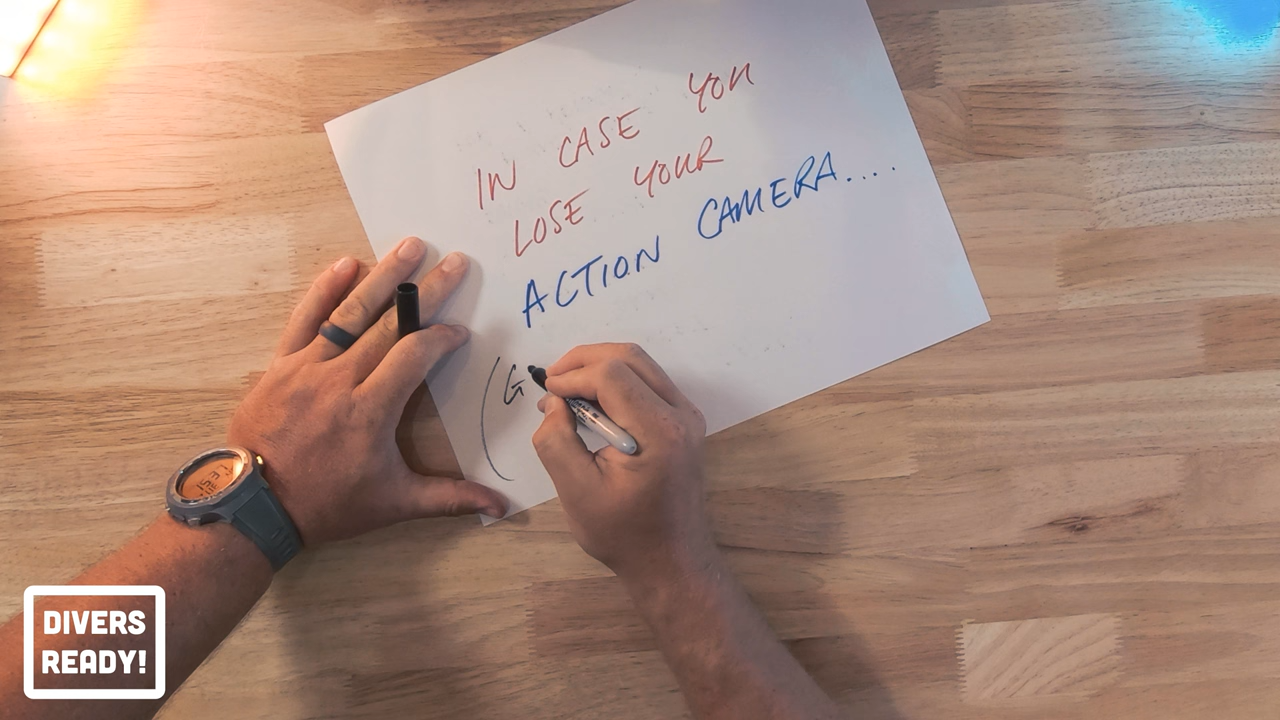 IN CASE YOU
LOSE YOUR
ACTION CAMERA....
(G
DIVERS
READY!